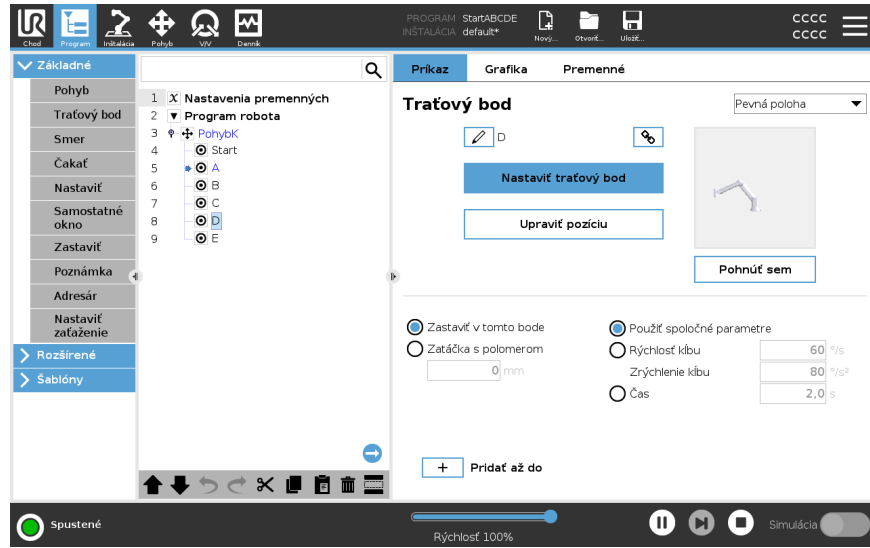 PROGRAM StartABCDE
INŠTALÁCIA default*
CCCC
CCCC
Chod
Program
Inštalácia
Pohyb
V/V
Denník
Nový...
Otvoriť...
Uložiť...
Základné
Pohyb
Traťový bod
Smer
Čakať
Nastaviť
Samostatné
okno
Zastaviť
Poznámka
Adresár
Nastaviť
zaťaženie
Rozšírené
Šablóny
1 X Nastavenia premenných
2 Program robota
3 PohybK
4 Start
5 A
6 B
7 C
8 D
9 E
Príkaz Grafika Premenné
Traťový bod
Pevná poloha
D
Nastaviť traťový bod
Upraviť pozíciu
Pohnúť sem
Zastaviť v tomto bode
Zatáčka s polomerom
0 mm
Použiť spoločné parametre
Rýchlosť kĺbu 60 °/s
Zrýchlenie kĺbu 80 °/s²
Čas 2,0 s
+ Pridať až do
Spustené
Rýchlosť 100%
Simulácia